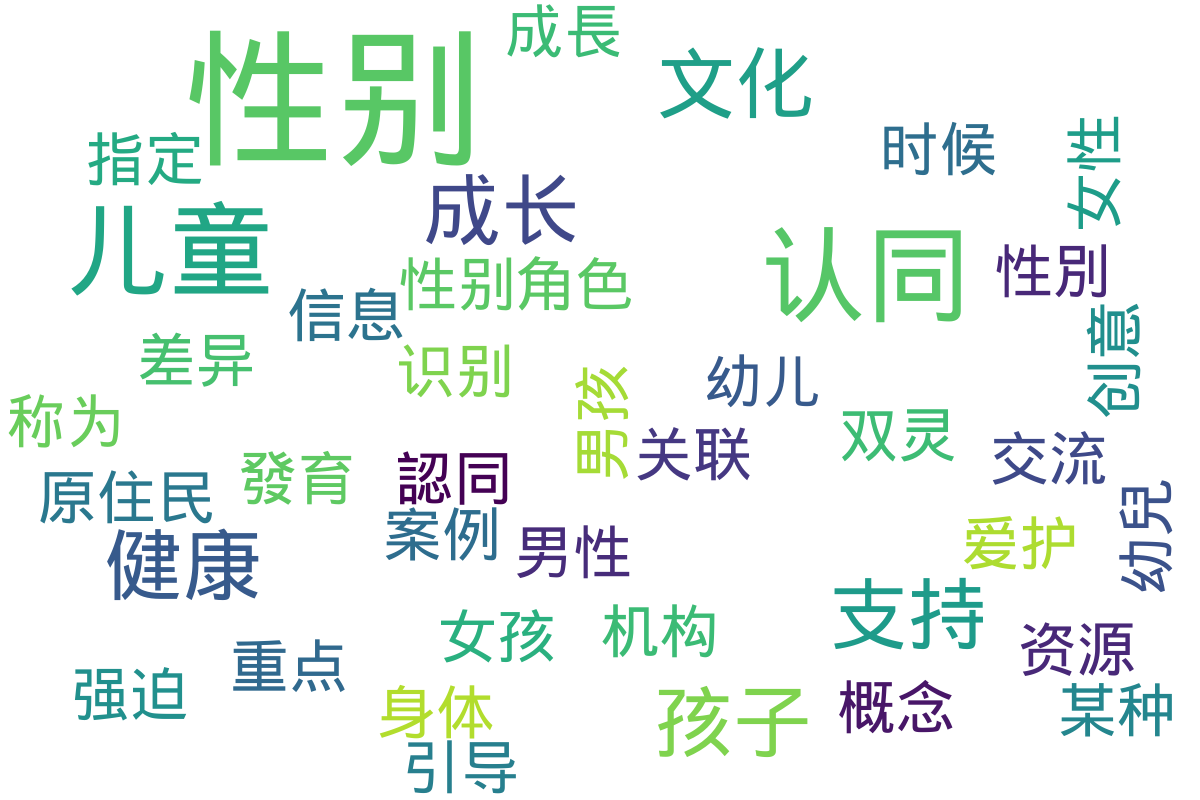 成長
性别
文化
时候
女性
指定
成长
儿童
认同
性別
性别角色
信息
创意
差异
识别
幼儿
男孩
称为
双灵
关联
交流
發育
認同
原住民
幼兒
案例
爱护
男性
健康
支持
女孩
机构
资源
重点
强迫
概念
某种
身体
孩子
引导